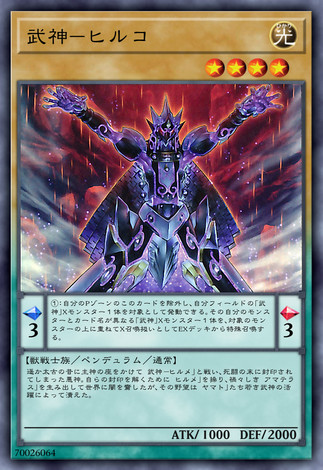 武神－ヒルコ
光
3
3
①:自分のPゾーンのこのカードを除外し、自分フィールドの「武
神」Xモンスター1体を対象として発動できる。その自分のモンス
ターとカード名が異なる「武神」Xモンスター1体を、対象のモン
スターの上に重ねてX召喚扱いとしてEXデッキから特殊召喚す
る。
【獣戦士族／ペンデュラム／通常】
遥か太古の昔に主神の座をかけて 武神－ヒルメ」と戦い、死闘の末に封印され
てしまった悪神。自らの封印を解くために ヒルメ」を操り、禍々しき アマテラ
ス」を生み出して世界に闇を齎したが、その野望は ヤマト」たち若き武神の活
躍によって潰えた。
ATK/1000 DEF/2000
70026064